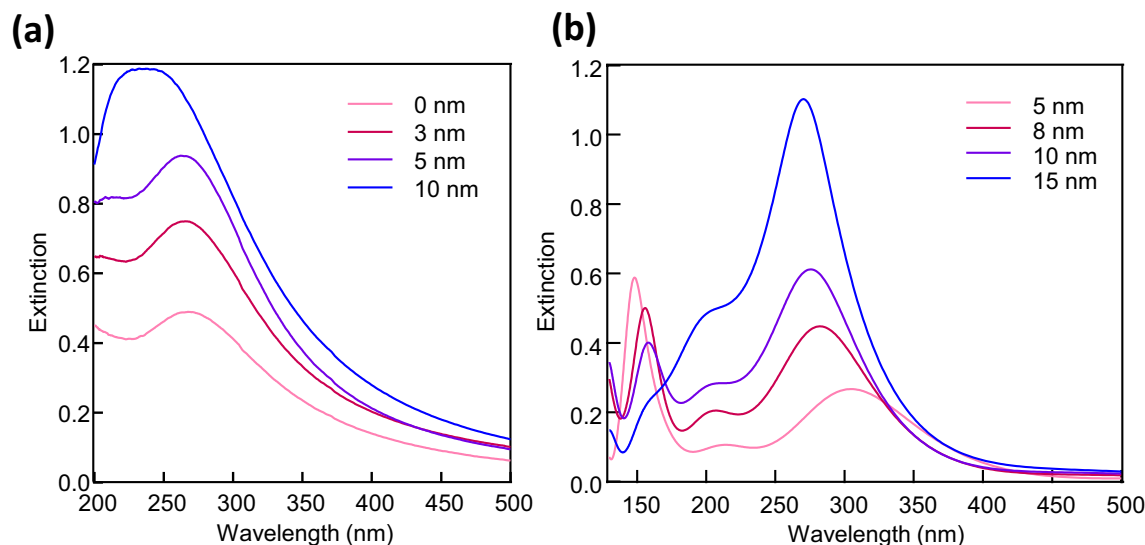 (a)
1.2
1.0
0.8
0.6
0.4
0.2
0.0
Extinction
200 250 300 350 400 450 500
Wavelength (nm)
0 nm
3 nm
5 nm
10 nm
(b)
1.2
1.0
0.8
0.6
0.4
0.2
0.0
Extinction
150 200 250 300 350 400 450 500
Wavelength (nm)
5 nm
8 nm
10 nm
15 nm